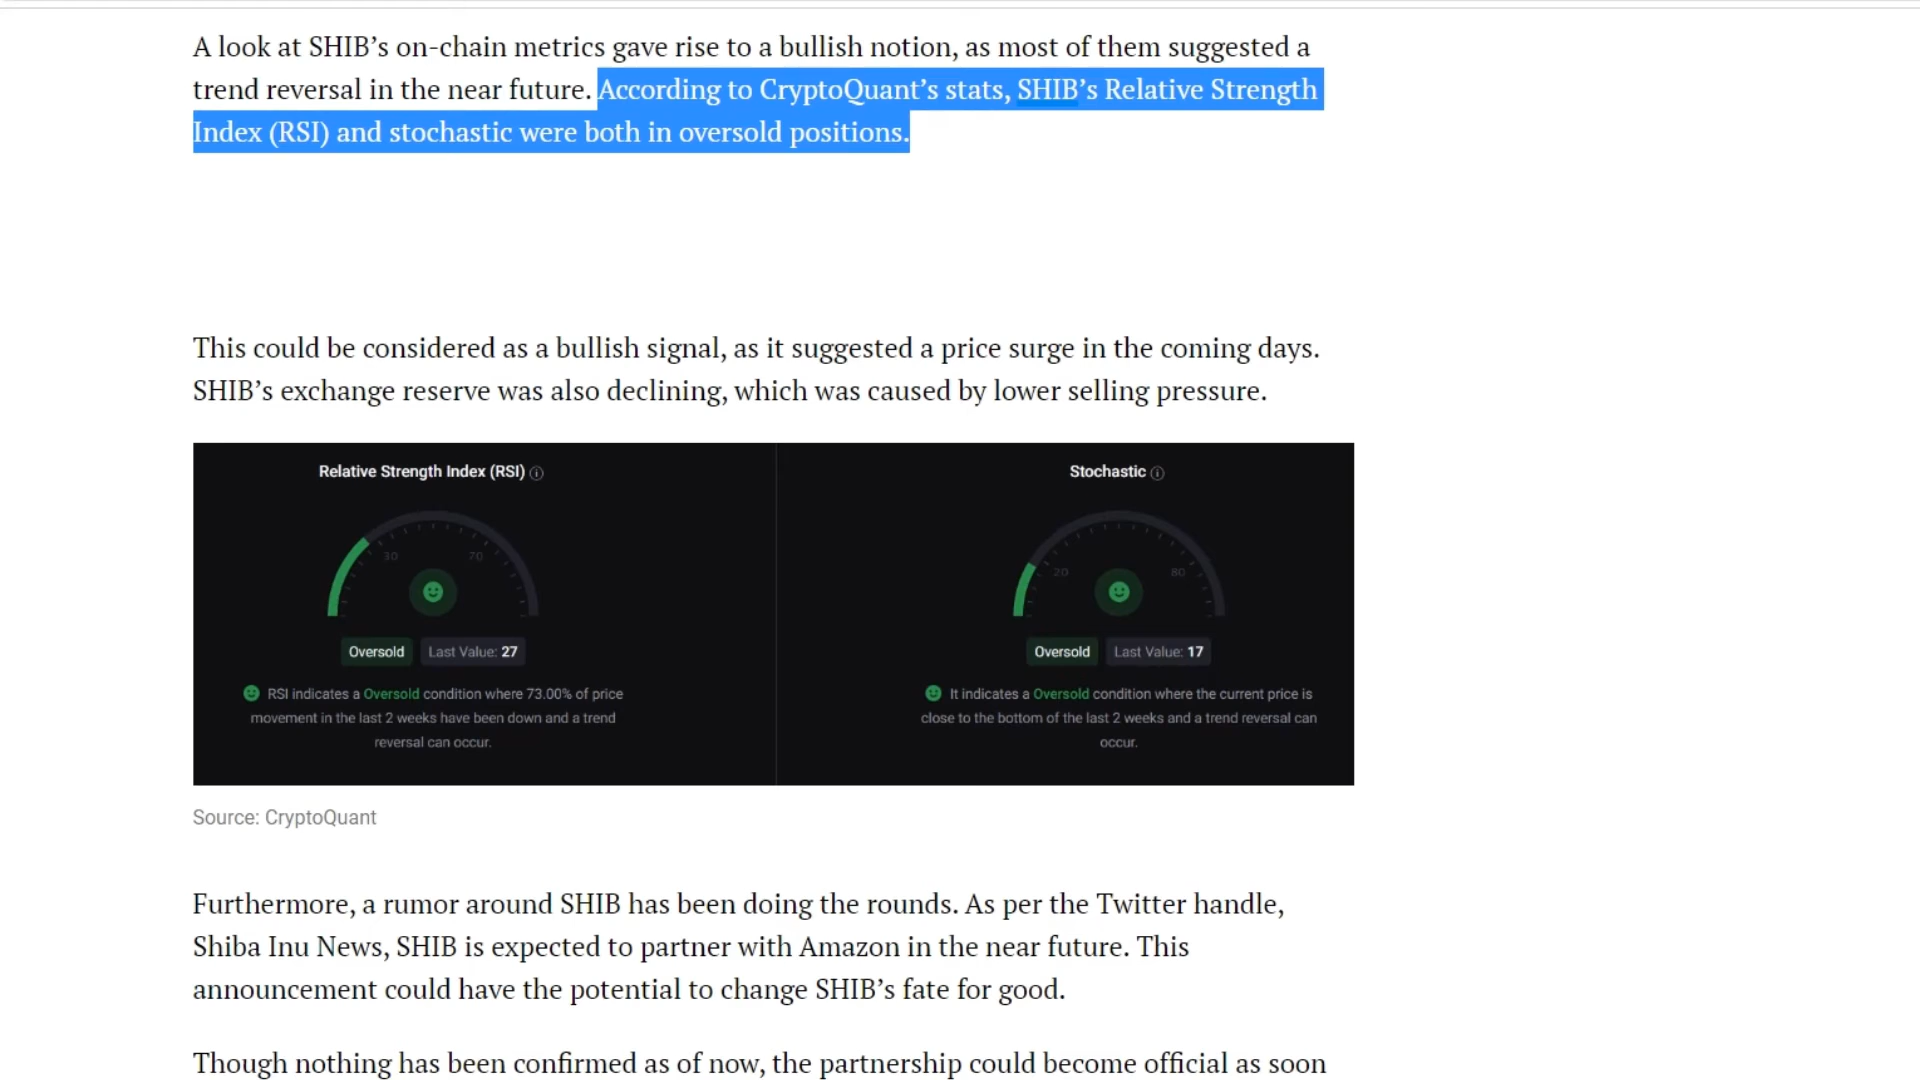 A look at SHIB’s on-chain metrics gave rise to a bullish notion, as most of them suggested a
trend reversal in the near future. According to CryptoQuant’s stats, SHIB’s Relative Strength
Index (RSI) and stochastic were both in oversold positions.
This could be considered as a bullish signal, as it suggested a price surge in the coming days.
SHIB’s exchange reserve was also declining, which was caused by lower selling pressure.
Relative Strength Index (RSI)
30 70
Oversold Last Value: 27
RSI indicates a Oversold condition where 73.00% of price
movement in the last 2 weeks have been down and a trend
reversal can occur.
Stochastic
20 80
Oversold Last Value: 17
It indicates a Oversold condition where the current price is
close to the bottom of the last 2 weeks and a trend reversal can
occur.
Source: CryptoQuant
Furthermore, a rumor around SHIB has been doing the rounds. As per the Twitter handle,
Shiba Inu News, SHIB is expected to partner with Amazon in the near future. This
announcement could have the potential to change SHIB’s fate for good.
Though nothing has been confirmed as of now, the partnership could become official as soon